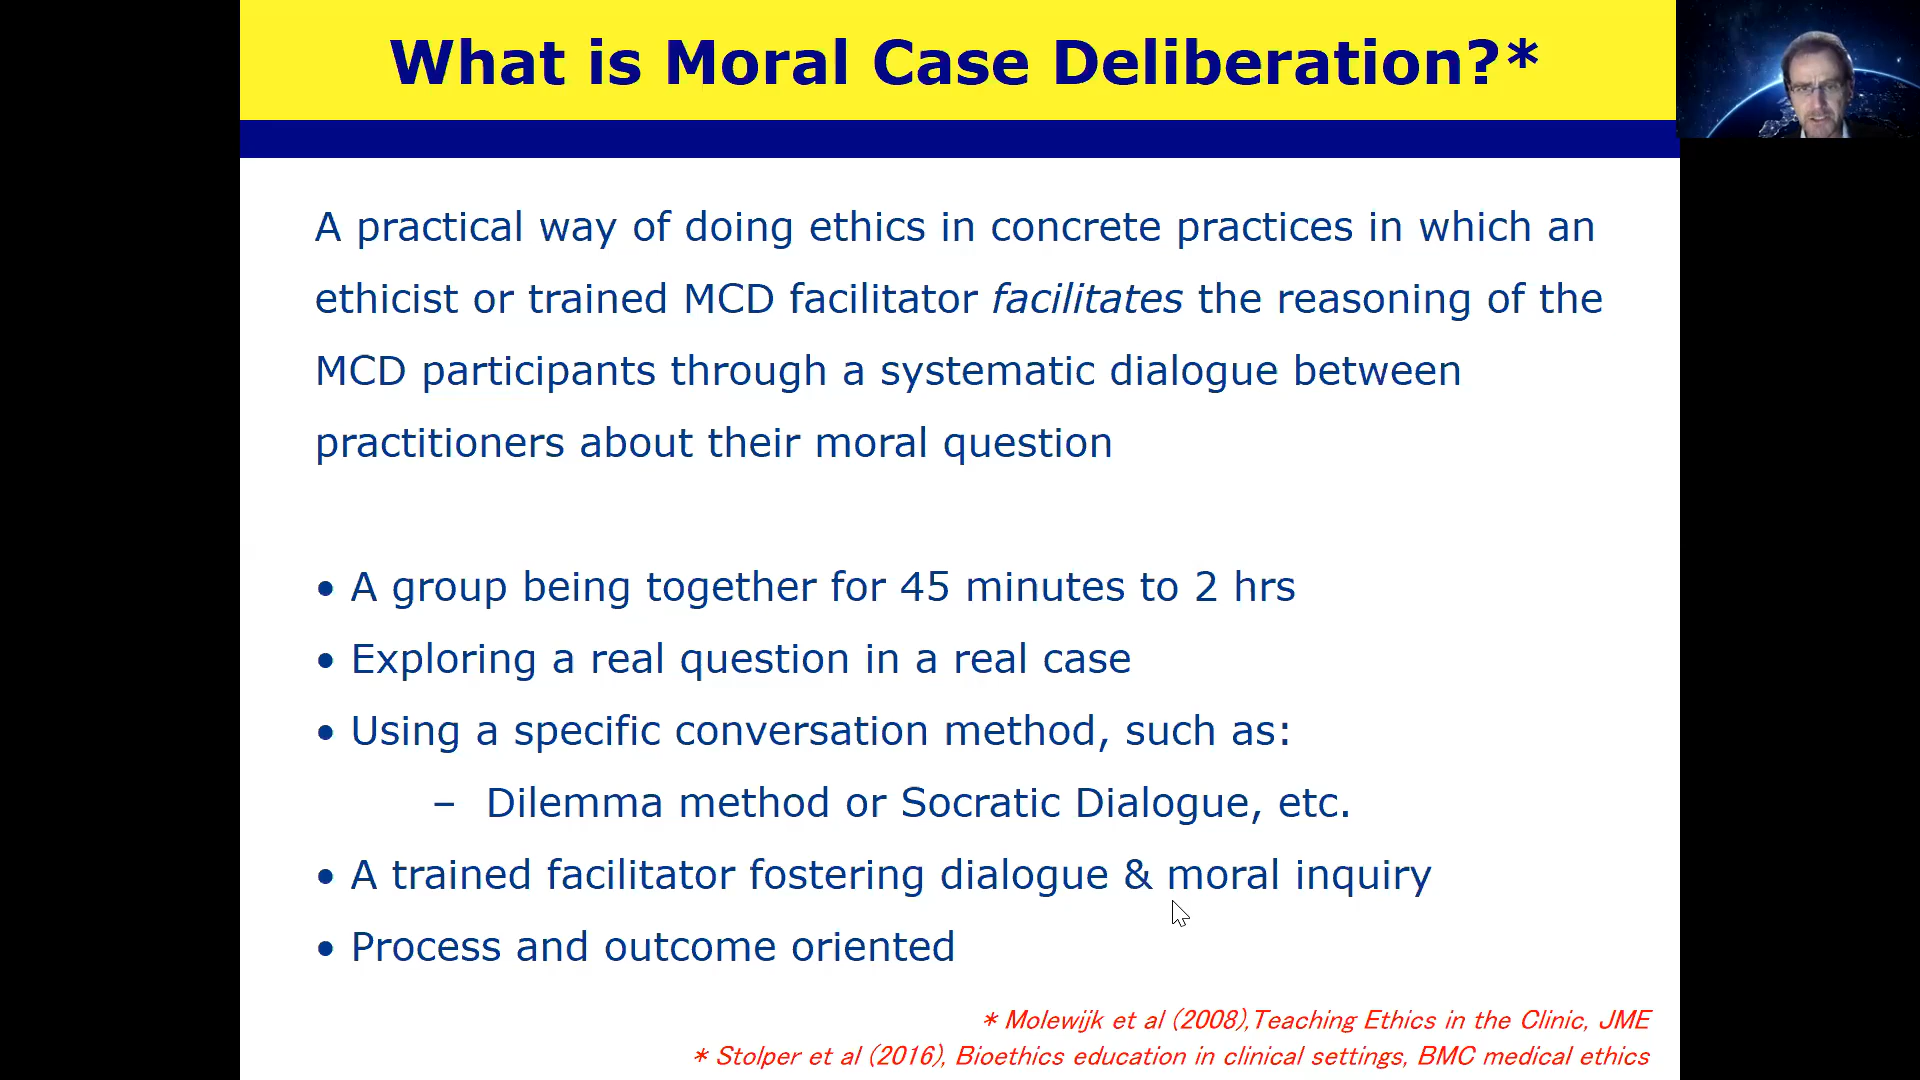 What is Moral Case Deliberation?*
A practical way of doing ethics in concrete practices in which an
ethicist or trained MCD facilitator facilitates the reasoning of the
MCD participants through a systematic dialogue between
practitioners about their moral question
• A group being together for 45 minutes to 2 hrs
• Exploring a real question in a real case
• Using a specific conversation method, such as:
– Dilemma method or Socratic Dialogue, etc.
• A trained facilitator fostering dialogue & moral inquiry
• Process and outcome oriented
* Molewijk et al (2008),Teaching Ethics in the Clinic, JME
* Stolper et al (2016), Bioethics education in clinical settings, BMC medical ethics